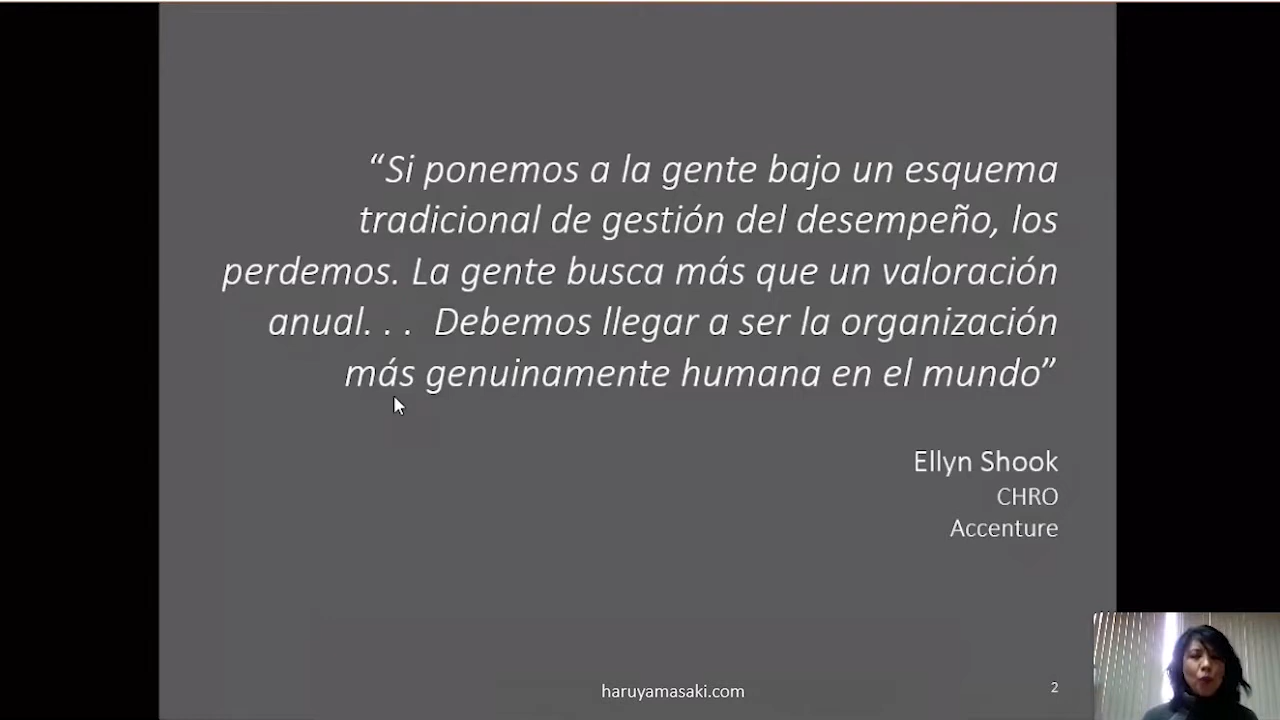 “Si ponemos a la gente bajo un esquema
tradicional de gestión del desempeño, los
perdemos. La gente busca más que un valoración
anual. . .  Debemos llegar a ser la organización
más genuinamente humana en el mundo”
Ellyn Shook
CHRO
Accenture
haruyamasaki.com
2